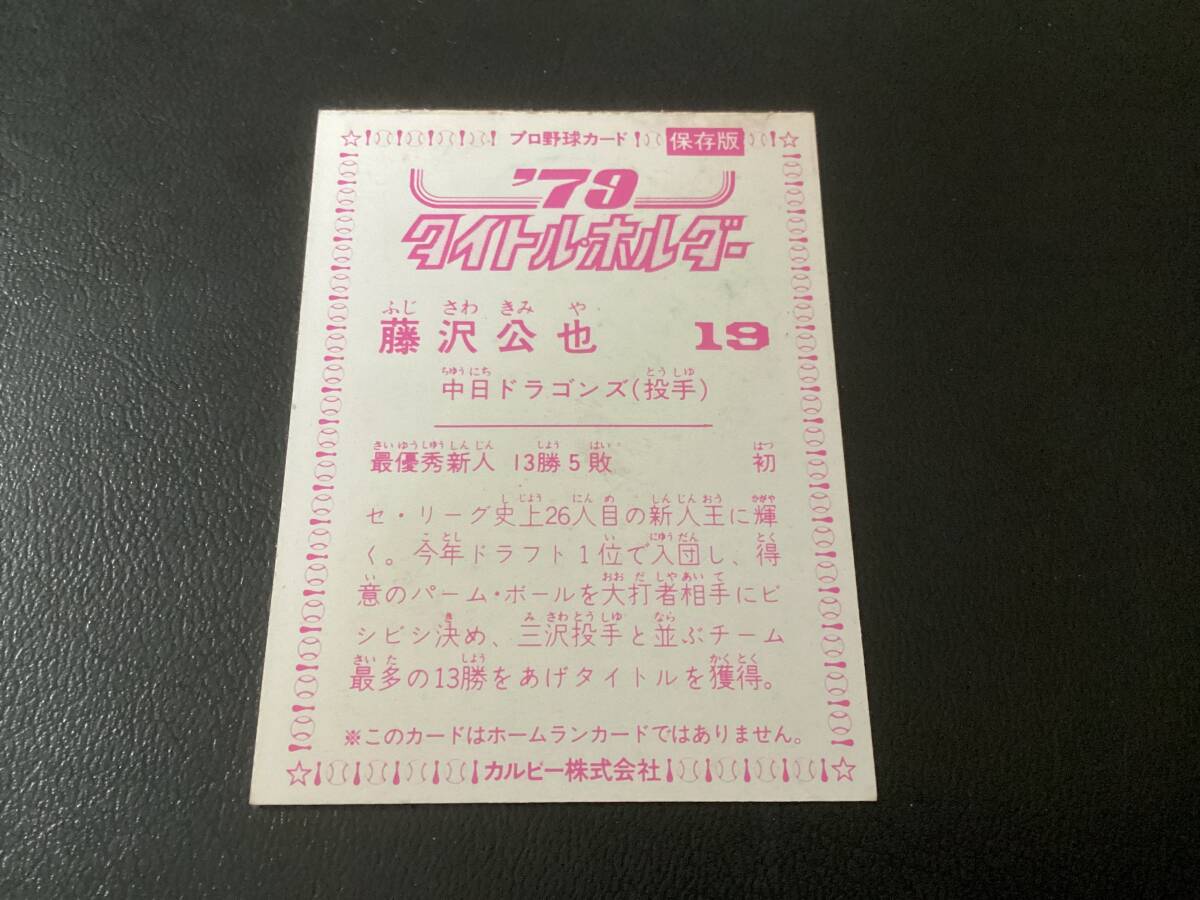 プロ野球カード 保存版
'79
タイトル・ホルダー
ふじ さわ きみ や
藤沢公也 19
ちゅうにち とうしゅ
中日ドラゴンズ(投手)
さいゆうしゅうしんじん しょう はい はつ
最優秀新人 13勝5敗 初
しじょう にんめ しんじんおう かがや
セ・リーグ史上26人目の新人王に輝
ことし い にゅうだん とく
く。今年ドラフト1位で入団し、得
い おおだしゃあいて
意のパーム・ボールを大打者相手にビ
き みさわとうしゅ なら
シビシ決め、三沢投手と並ぶチーム
さいた しょう かくとく
最多の13勝をあげタイトルを獲得。
※このカードはホームランカードではありません。
カルビー株式会社